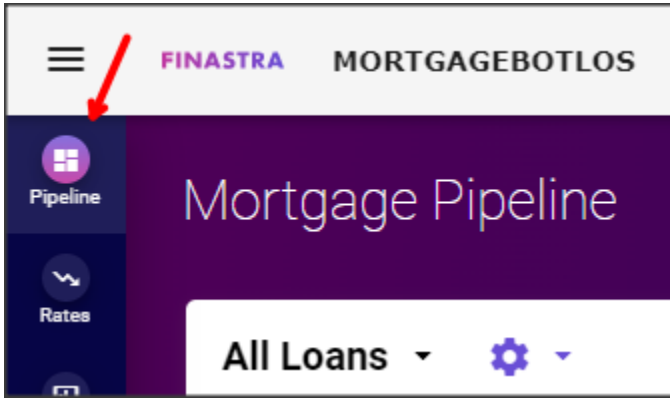 FINASTRA MORTGAGEBOTLOS
Pipeline
Mortgage Pipeline
Rates
All Loans